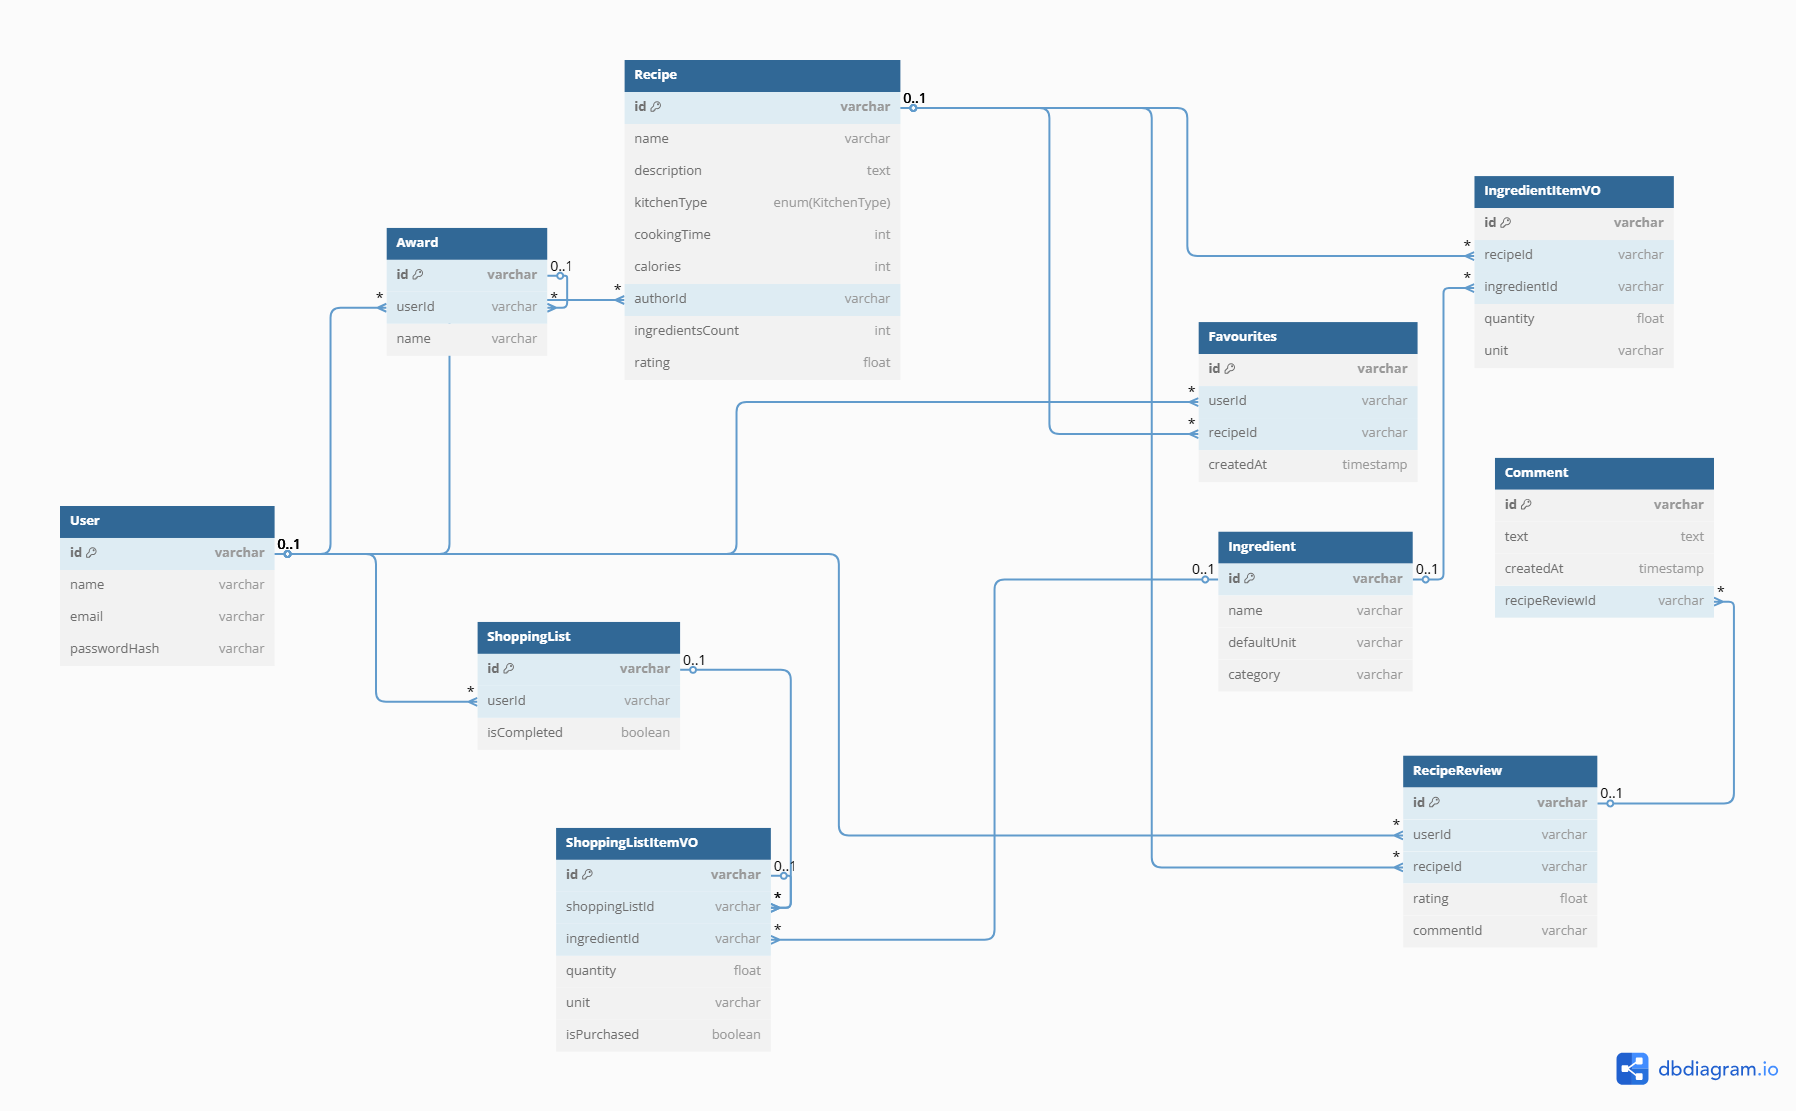 Recipe
id varchar
name varchar
description text
kitchenType enum(KitchenType)
cookingTime int
calories int
authorId varchar
ingredientsCount int
rating float
0..1
*
Award
id varchar
userId varchar
name varchar
0..1
*
*
IngredientItemVO
id varchar
recipeId varchar
ingredientId varchar
quantity float
unit varchar
*
*
Favourites
id varchar
userId varchar
recipeId varchar
createdAt timestamp
*
*
Comment
id varchar
text text
createdAt timestamp
recipeReviewId varchar
*
User
id varchar
name varchar
email varchar
passwordHash varchar
0..1
Ingredient
id varchar
name varchar
defaultUnit varchar
category varchar
0..1
0..1
ShoppingList
id varchar
userId varchar
isCompleted boolean
*
0..1
RecipeReview
id varchar
userId varchar
recipeId varchar
rating float
commentId varchar
0..1
*
*
ShoppingListItemVO
id varchar
shoppingListId varchar
ingredientId varchar
quantity float
unit varchar
isPurchased boolean
0..1
*
*
dbdiagram.io